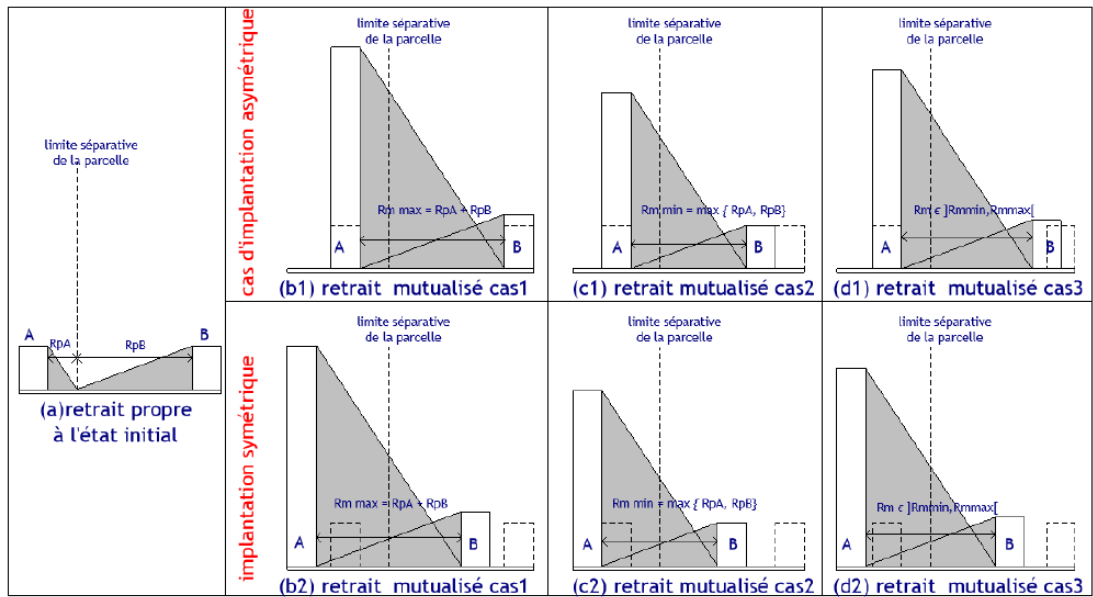 limite séparative
de la parcelle
A
RpA
RpB
B
(a)retrait propre
à l'état initial
cas d'implantation asymétrique
limite séparative
de la parcelle
Rm max = RpA + RpB
A
B
(b1) retrait mutualisé cas1
limite séparative
de la parcelle
Rm min = max { RpA, RpB}
A
B
(c1) retrait mutualisé cas2
limite séparative
de la parcelle
Rm ϵ ]Rmmin,Rmmax[
A
B
(d1) retrait mutualisé cas3
implantation symétrique
limite séparative
de la parcelle
Rm max = RpA + RpB
A
B
(b2) retrait mutualisé cas1
limite séparative
de la parcelle
Rm min = max { RpA, RpB}
A
B
(c2) retrait mutualisé cas2
limite séparative
de la parcelle
Rm ϵ ]Rmmin,Rmmax[
A
B
(d2) retrait mutualisé cas3